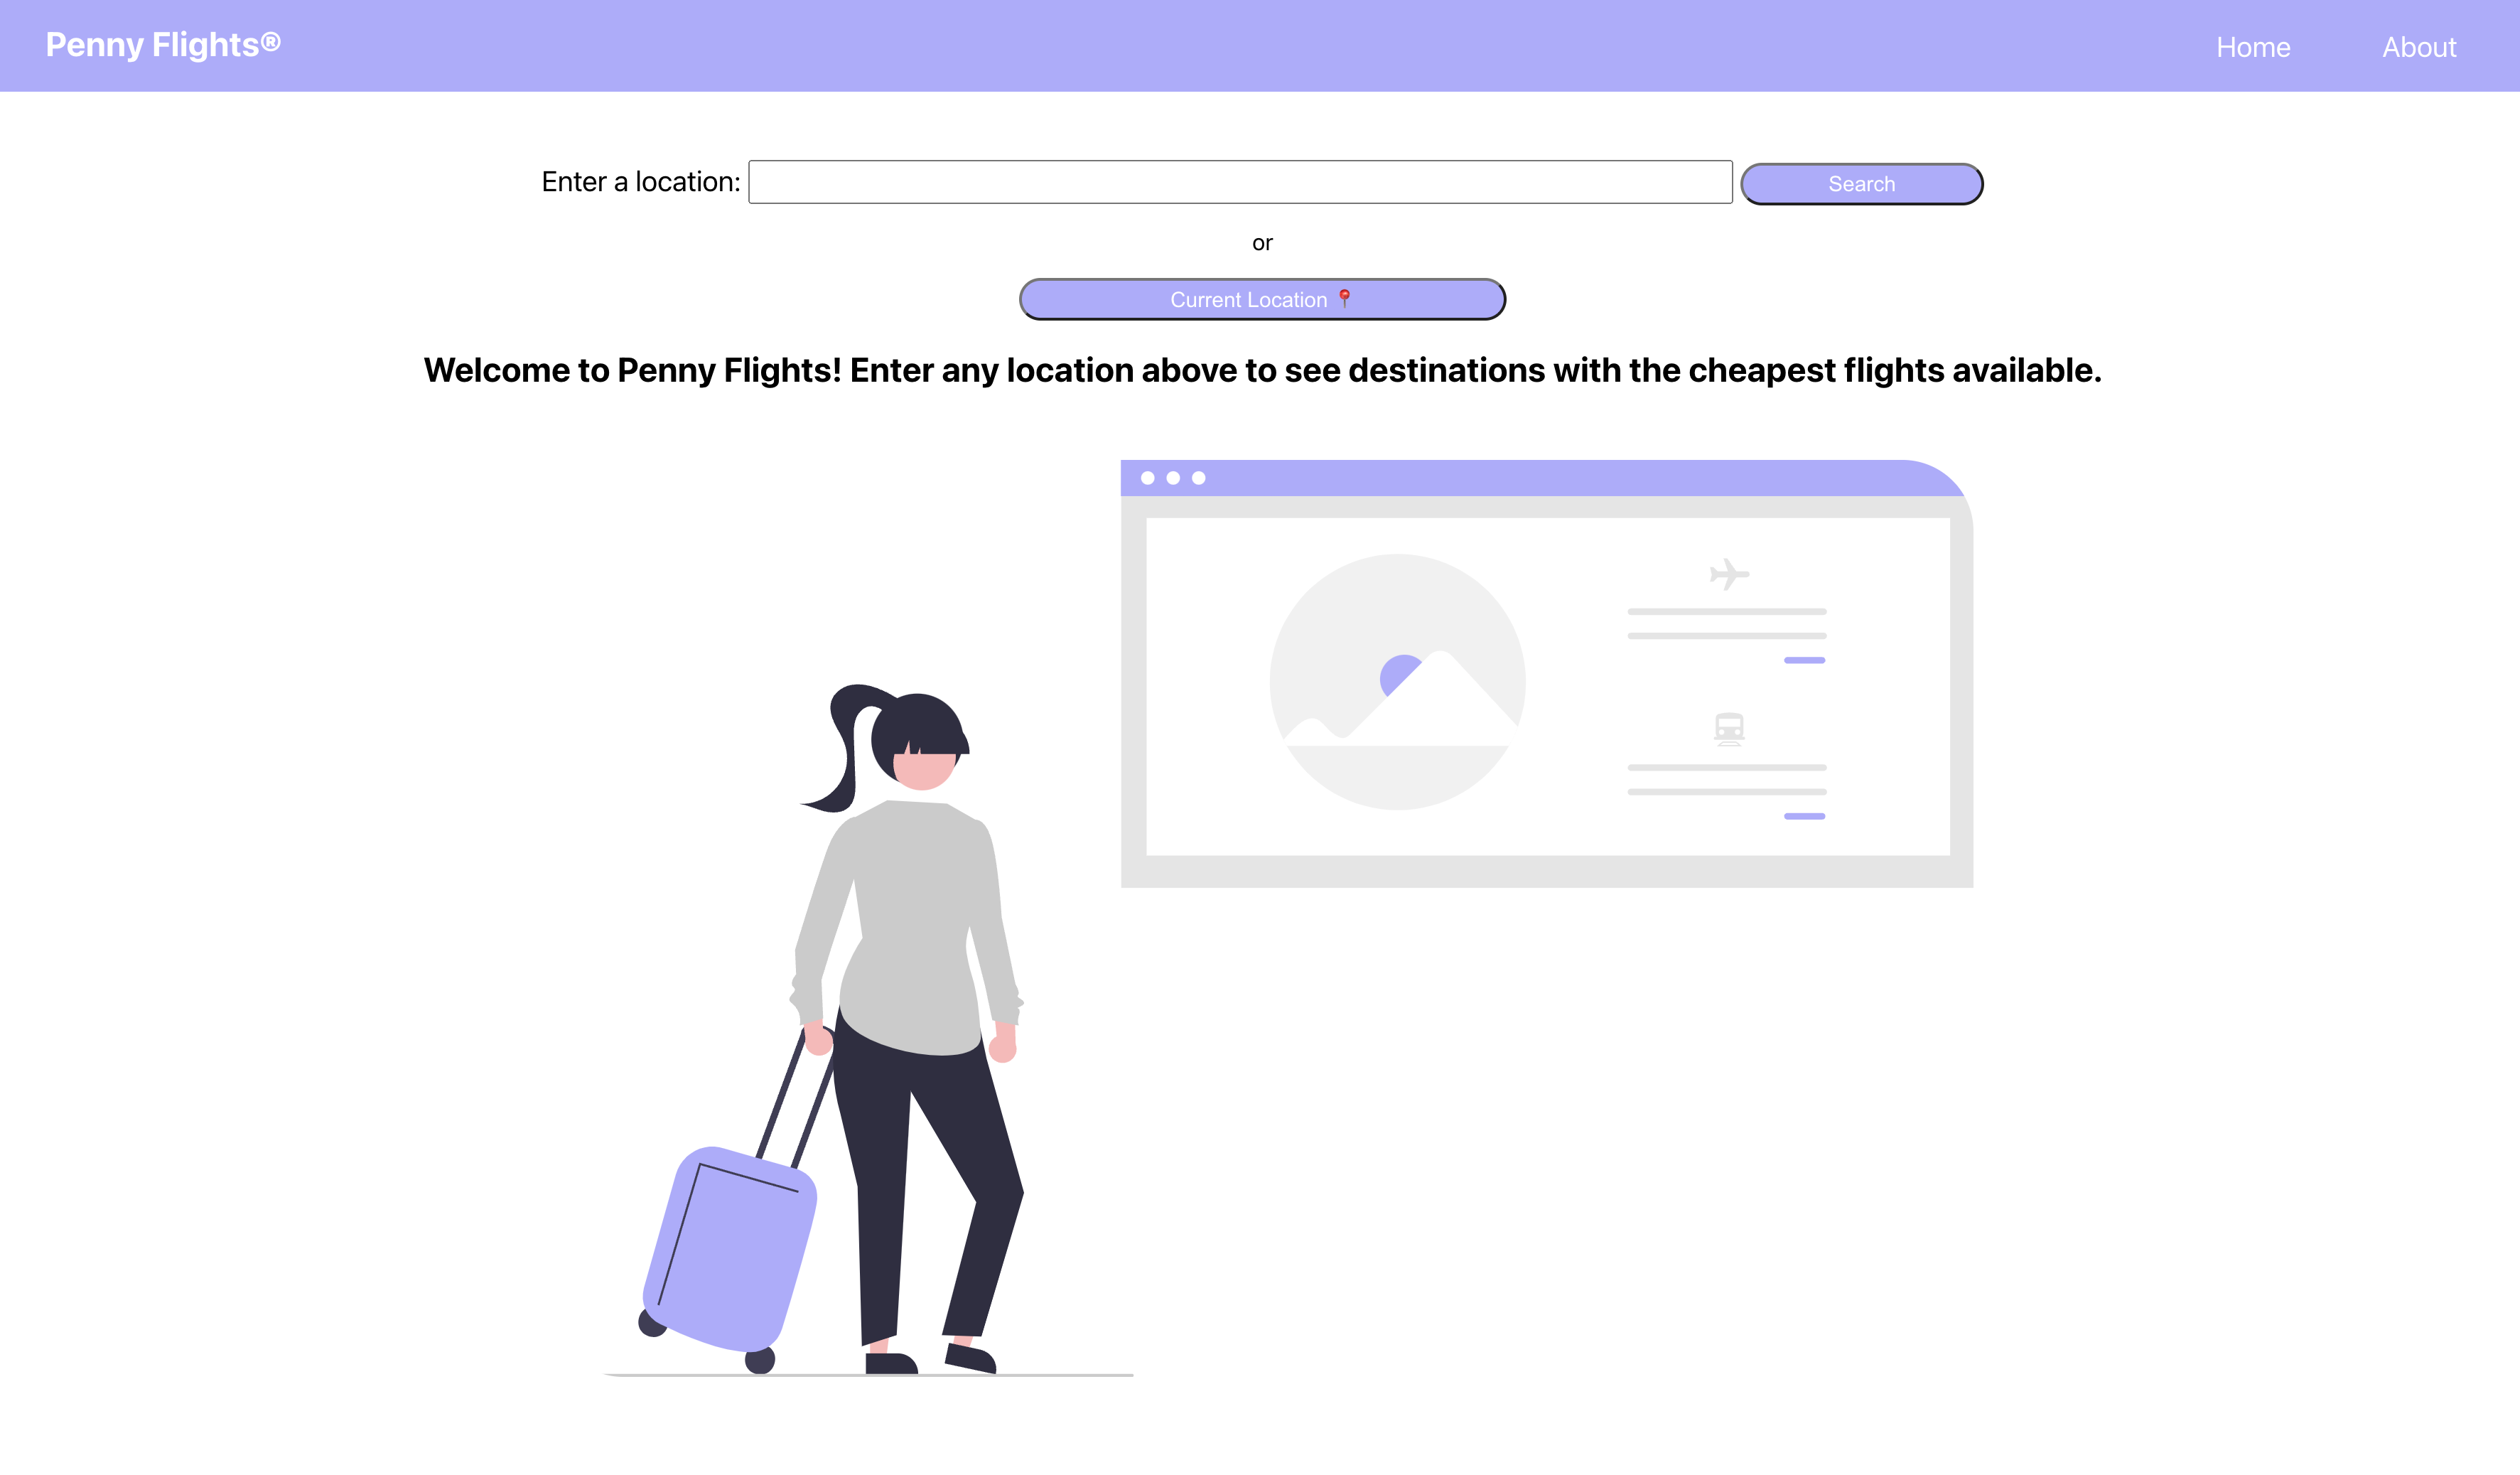 Penny Flights®
Home
About
Enter a location:
Search
or
Current Location 📍
Welcome to Penny Flights! Enter any location above to see destinations with the cheapest flights available.